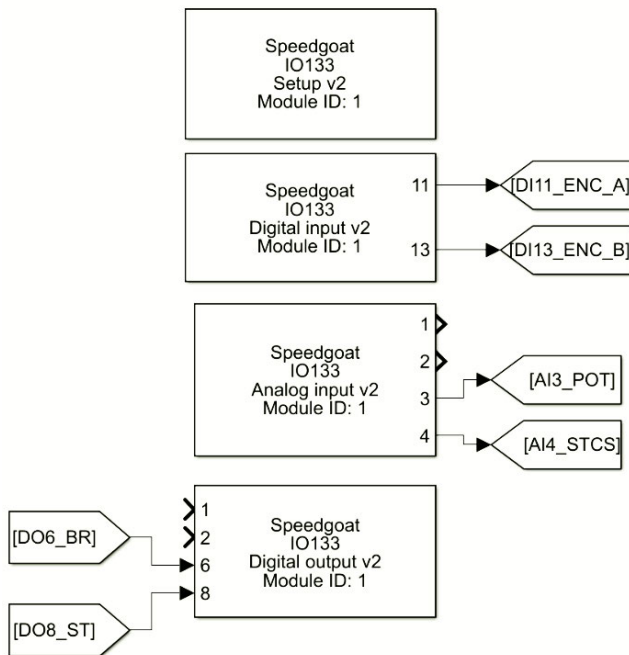 Speedgoat
IO133
Setup v2
Module ID: 1
Speedgoat
IO133
Digital input v2
Module ID: 1
11
13
[DI11_ENC_A]
[DI13_ENC_B]
Speedgoat
IO133
Analog input v2
Module ID: 1
1
2
3
4
[AI3_POT]
[AI4_STCS]
[DO6_BR]
[DO8_ST]
1
2
6
8
Speedgoat
IO133
Digital output v2
Module ID: 1